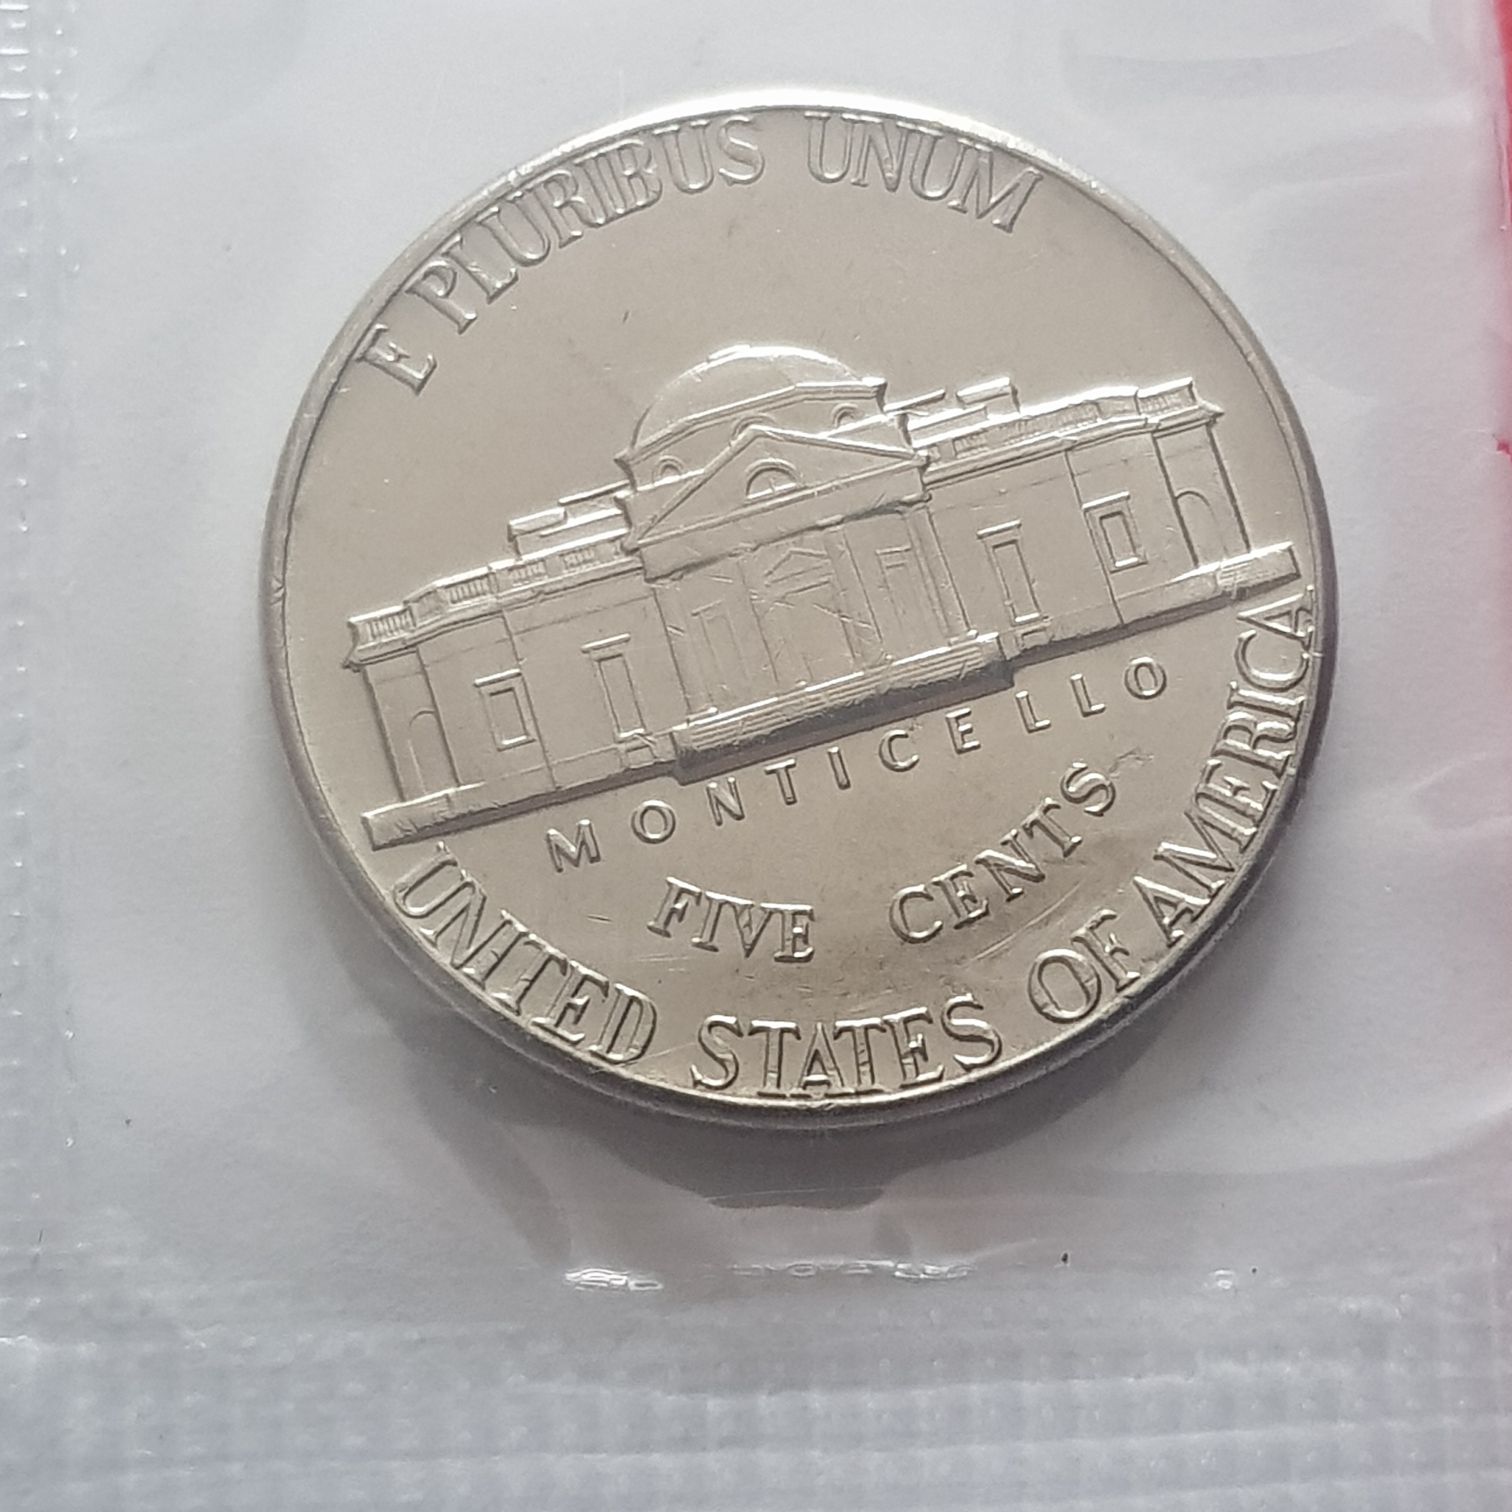 E PLURIBUS UNUM
MONTICELLO
FIVE CENTS
UNITED STATES OF AMERICA